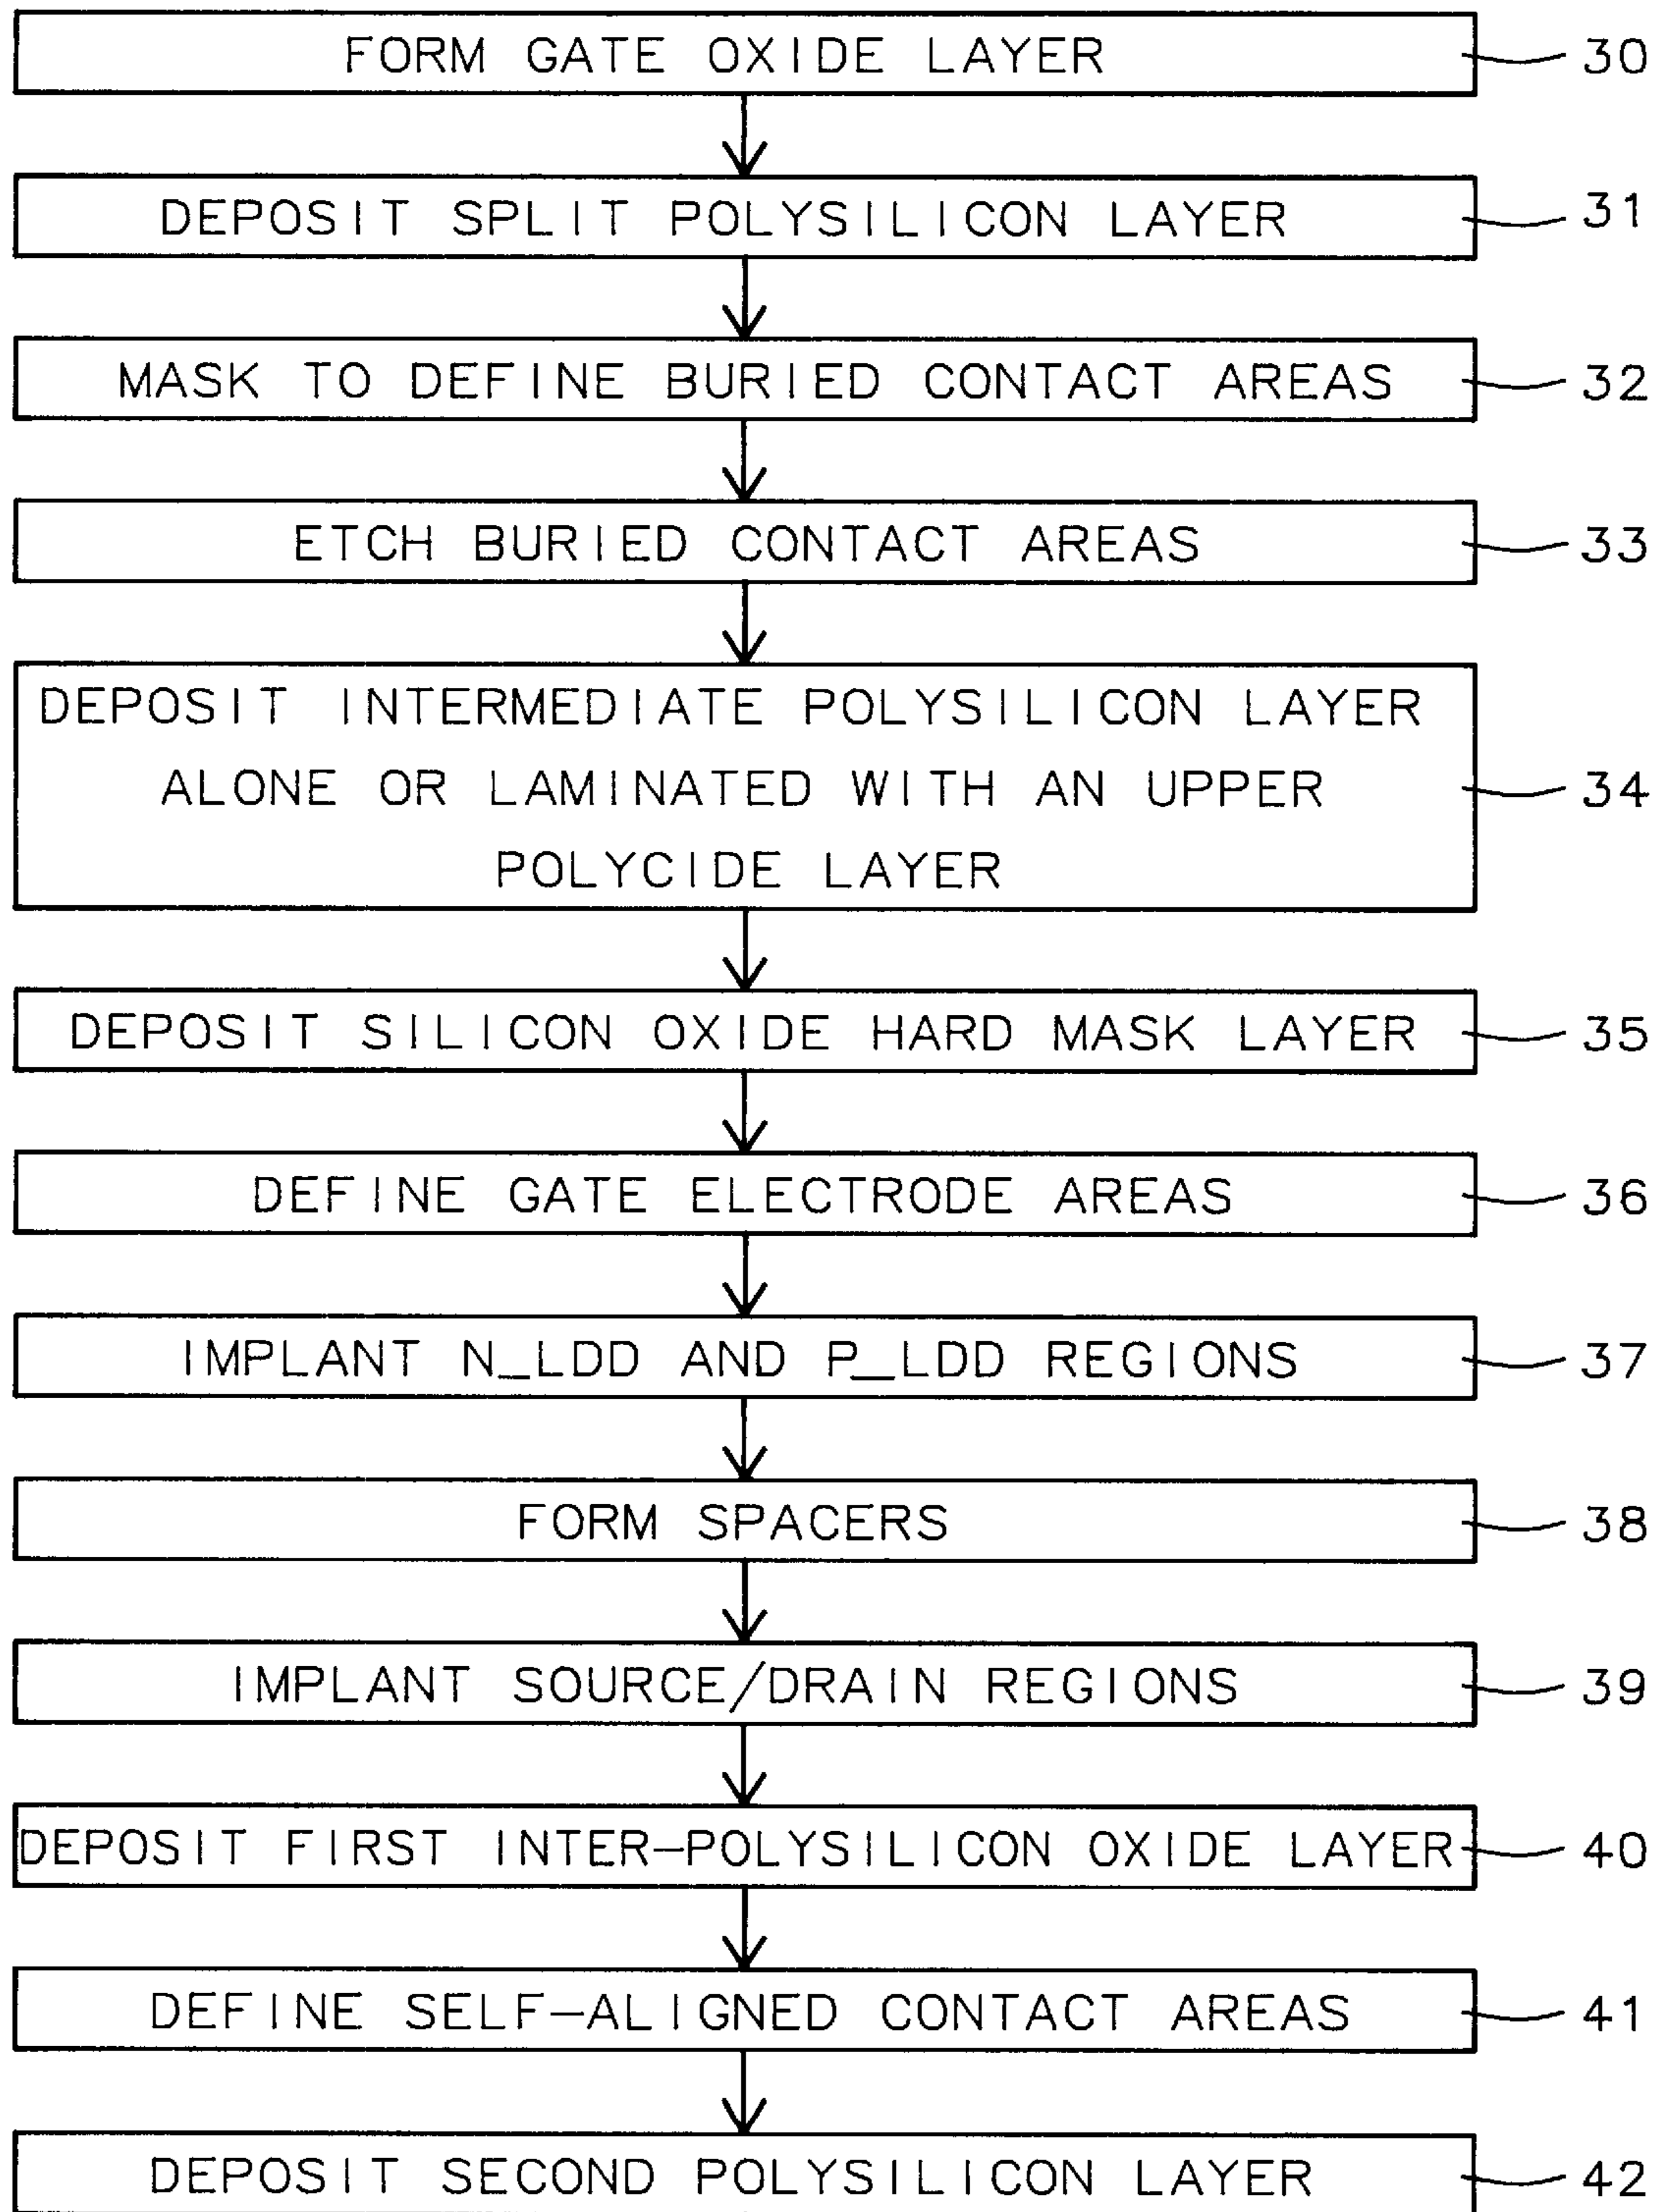 FORM GATE OXIDE LAYER 30
DEPOSIT SPLIT POLYSILICON LAYER 31
MASK TO DEFINE BURIED CONTACT AREAS 32
ETCH BURIED CONTACT AREAS 33
DEPOSIT INTERMEDIATE POLYSILICON LAYER
ALONE OR LAMINATED WITH AN UPPER 34
POLYCIDE LAYER
DEPOSIT SILICON OXIDE HARD MASK LAYER 35
DEFINE GATE ELECTRODE AREAS 36
IMPLANT N_LDD AND P_LDD REGIONS 37
FORM SPACERS 38
IMPLANT SOURCE/DRAIN REGIONS 39
DEPOSIT FIRST INTER-POLYSILICON OXIDE LAYER 40
DEFINE SELF-ALIGNED CONTACT AREAS 41
DEPOSIT SECOND POLYSILICON LAYER 42